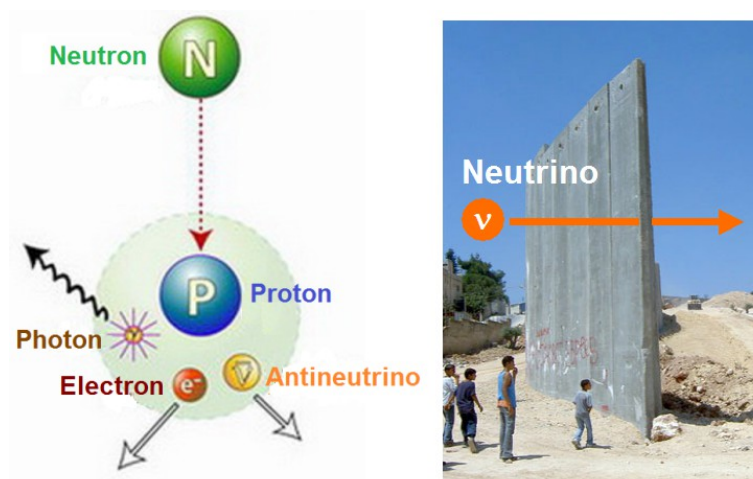 Neutron
N
P
Proton
Photon
γ
Electron
e-
ν̅
Antineutrino
Neutrino
ν